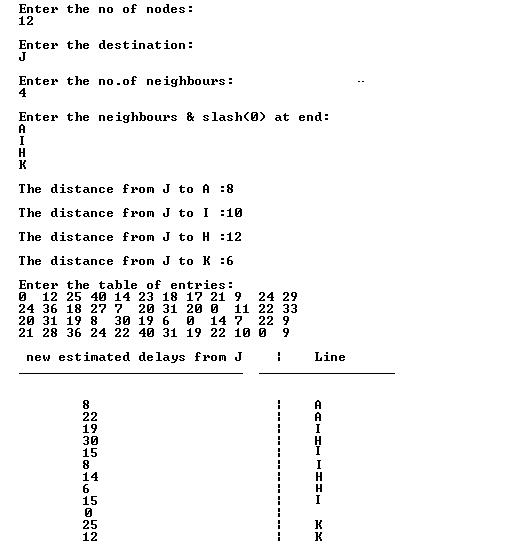 Enter the no of nodes:
12
Enter the destination:
J
Enter the no.of neighbours:
4
Enter the neighbours & slash(0) at end:
A
I
H
K
The distance from J to A :8
The distance from J to I :10
The distance from J to H :12
The distance from J to K :6
Enter the table of entries:
0 12 25 40 14 23 18 17 21 9 24 29
24 36 18 27 7 20 31 20 0 11 22 33
20 31 19 8 30 19 6 0 14 7 22 9
21 28 36 24 22 40 31 19 22 10 0 9
new estimated delays from J ¦ Line
8 ¦ A
22 ¦ A
19 ¦ I
30 ¦ H
15 ¦ I
8 ¦ I
14 ¦ H
6 ¦ H
15 ¦ I
0 ¦
25 ¦ K
12 ¦ K